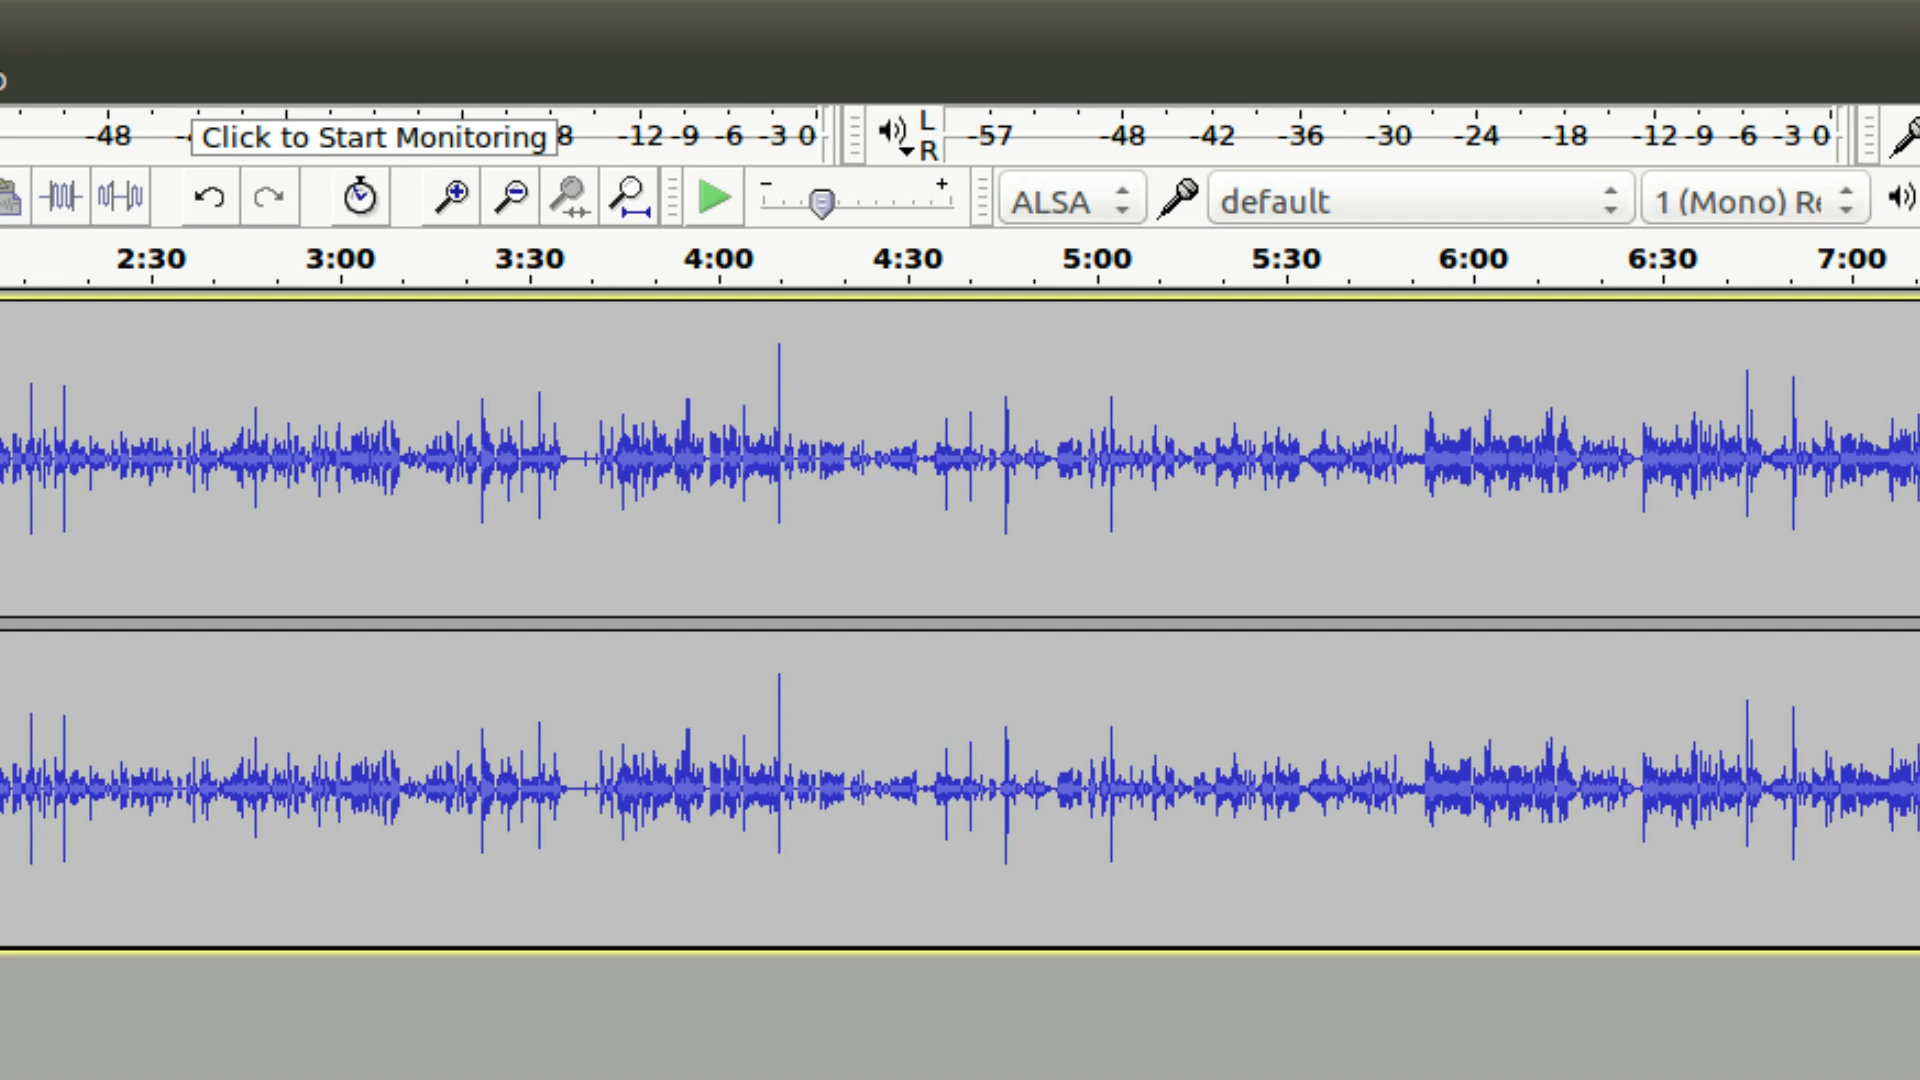 -48 Click to Start Monitoring 8 -12 -9 -6 -3 0 L -57 -48 -42 -36 -30 -24 -18 -12 -9 -6 -3 0
R
- + ALSA default 1 (Mono) Re
2:30 3:00 3:30 4:00 4:30 5:00 5:30 6:00 6:30 7:00